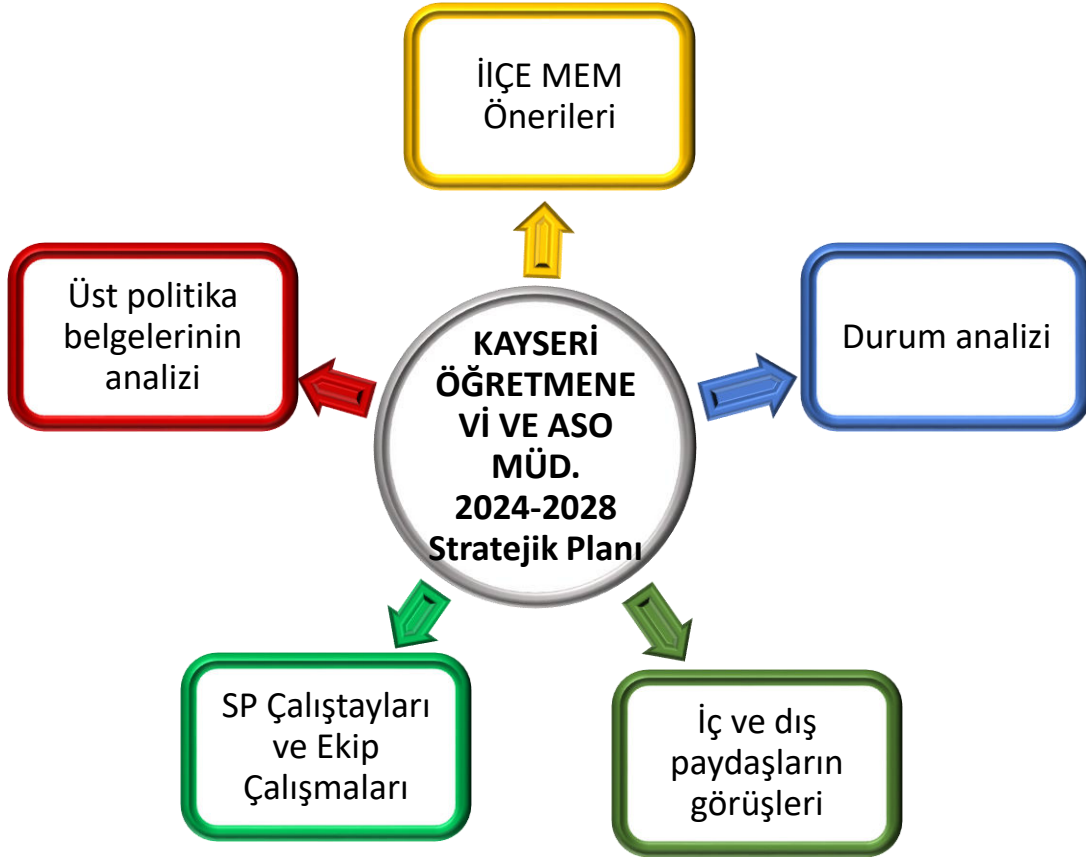 İlÇE MEM
Önerileri
Üst politika
belgelerinin
analizi
Durum analizi
KAYSERİ
ÖĞRETMENE
Vİ VE ASO
MÜD.
2024-2028
Stratejik Planı
SP Çalıştayları
ve Ekip
Çalışmaları
İç ve dış
paydaşların
görüşleri